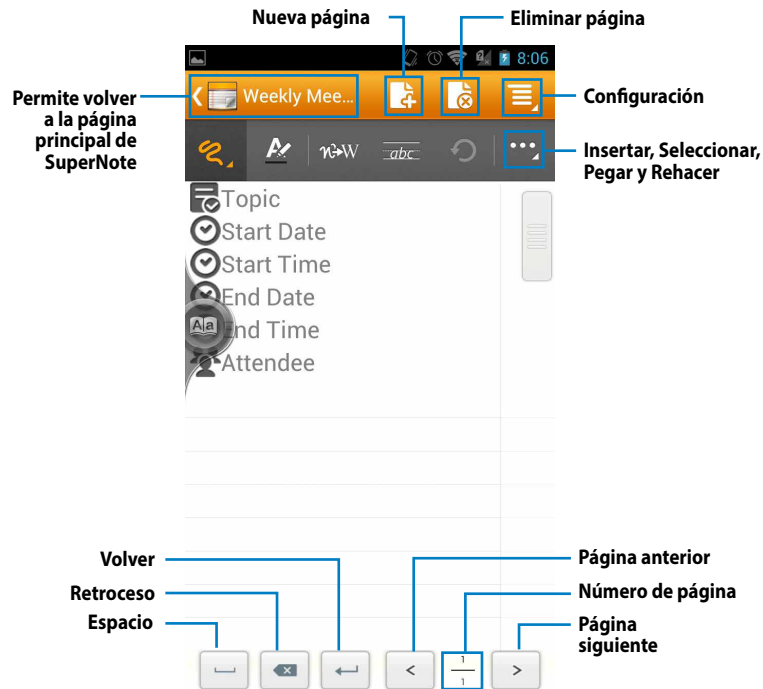 Nueva página
Eliminar página
8:06
Permite volver
a la página
principal de
SuperNote
Weekly Mee...
Configuración
abc
Insertar, Seleccionar,
Pegar y Rehacer
Topic
Start Date
Start Time
End Date
Aa
End Time
Attendee
Volver
Retroceso
Espacio
Página anterior
Número de página
Página
siguiente
1
1